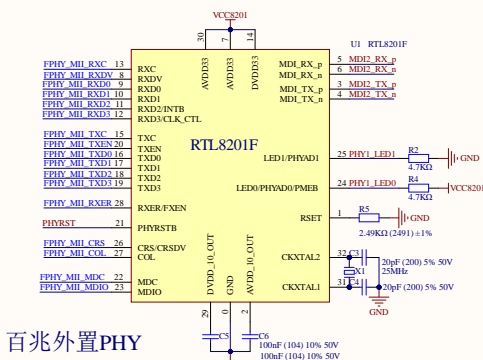 VCC8201
30
7
14
U1 RTL8201F
AVDD33
AVDD33
DVDD33
FPHY_MII_RXC 13 RXC
FPHY_MII_RXDV 8 RXDV
FPHY_MII_RXD0 9 RXD0
FPHY_MII_RXD1 10 RXD1
FPHY_MII_RXD2 11 RXD2/INTB
FPHY_MII_RXD3 12 RXD3/CLK_CTL
MDI_RX_p 5 MDI2_RX_p
MDI_RX_n 6 MDI2_RX_n
MDI_TX_p 3 MDI2_TX_p
MDI_TX_n 4 MDI2_TX_n
FPHY_MII_TXC 15 TXC
FPHY_MII_TXEN 20 TXEN
FPHY_MII_TXD0 16 TXD0
FPHY_MII_TXD1 17 TXD1
FPHY_MII_TXD2 18 TXD2
FPHY_MII_TXD3 19 TXD3
RTL8201F
LED1/PHYAD1 25 PHY1_LED1 R2 GND
4.7KΩ
LED0/PHYAD0/PMEB 24 PHY1_LED0 R4 VCC8201
4.7KΩ
FPHY_MII_RXER 28 RXER/FXEN
PHYRST 21 PHYRSTB
RSET 1 R5 GND
2.49KΩ (2491) ±1%
FPHY_MII_CRS 26 CRS/CRSDV
FPHY_MII_COL 27 COL
CKXTAL2 32 C3
20pF (200) 5% 50V
X1 25MHz
CKXTAL1 31 C4
20pF (200) 5% 50V
GND
PHY_MII_MDC 22 MDC
PHY_MII_MDIO 23 MDIO
DVDD_10_OUT
GND
AVDD_10_OUT
29
0
2
C5
C6
100nF (104) 10% 50V
100nF (104) 10% 50V
百兆外置PHY